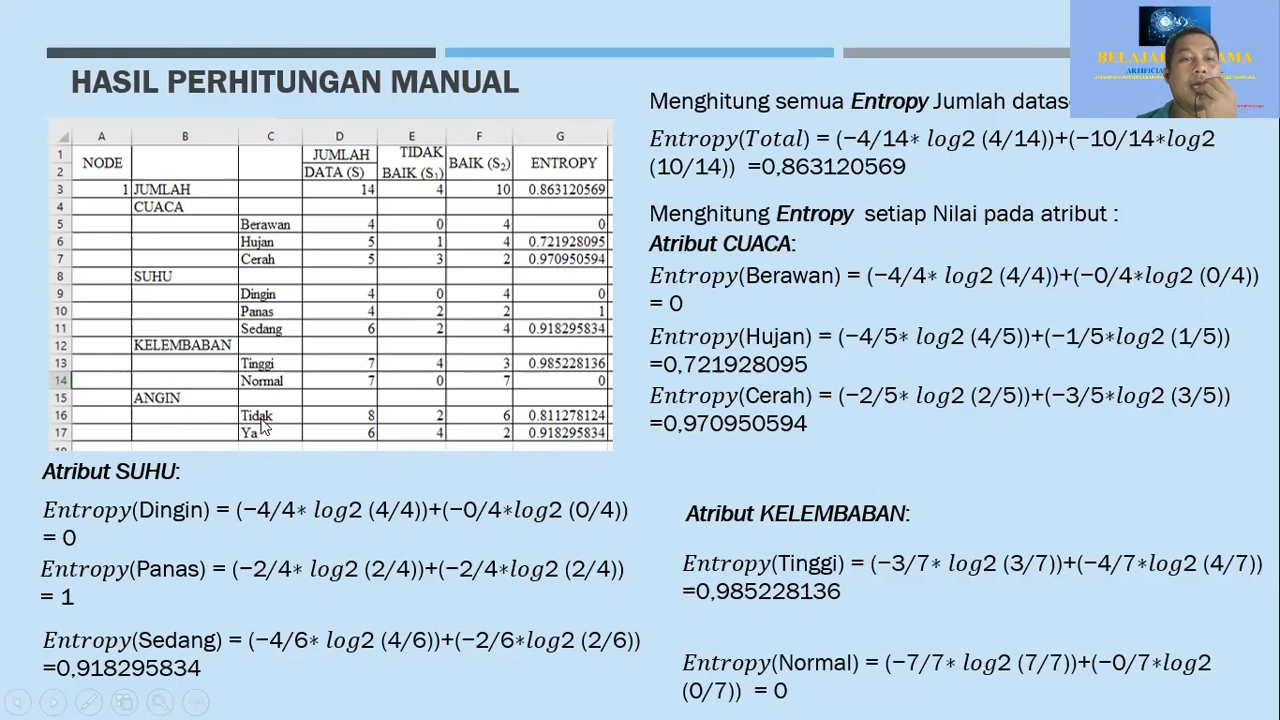 HASIL PERHITUNGAN MANUAL
A B C D E F G
1 NODE JUMLAH TIDAK BAIK (S2) ENTROPY
2 DATA (S) BAIK (S1)
3 1 JUMLAH 14 4 10 0.863120569
4 CUACA
5 Berawan 4 0 4 0
6 Hujan 5 1 4 0.721928095
7 Cerah 5 3 2 0.970950594
8 SUHU
9 Dingin 4 0 4 0
10 Panas 4 2 2 1
11 Sedang 6 2 4 0.918295834
12 KELEMBABAN
13 Tinggi 7 4 3 0.985228136
14 Normal 7 0 7 0
15 ANGIN
16 Tidak 8 2 6 0.811278124
17 Ya 6 4 2 0.918295834
Atribut SUHU:
Entropy(Dingin) = (−4/4∗ log2 (4/4))+(−0/4∗log2 (0/4))
= 0
Entropy(Panas) = (−2/4∗ log2 (2/4))+(−2/4∗log2 (2/4))
= 1
Entropy(Sedang) = (−4/6∗ log2 (4/6))+(−2/6∗log2 (2/6))
=0,918295834
Menghitung semua Entropy Jumlah
Entropy(Total) = (−4/14∗ log2 (4/14))+(−10/14∗log2
(10/14)) =0,863120569
Menghitung Entropy setiap Nilai pada atribut :
Atribut CUACA:
Entropy(Berawan) = (−4/4∗ log2 (4/4))+(−0/4∗log2 (0/4))
= 0
Entropy(Hujan) = (−4/5∗ log2 (4/5))+(−1/5∗log2 (1/5))
=0,721928095
Entropy(Cerah) = (−2/5∗ log2 (2/5))+(−3/5∗log2 (3/5))
=0,970950594
Atribut KELEMBABAN:
Entropy(Tinggi) = (−3/7∗ log2 (3/7))+(−4/7∗log2 (4/7))
=0,985228136
Entropy(Normal) = (−7/7∗ log2 (7/7))+(−0/7∗log2
(0/7)) = 0